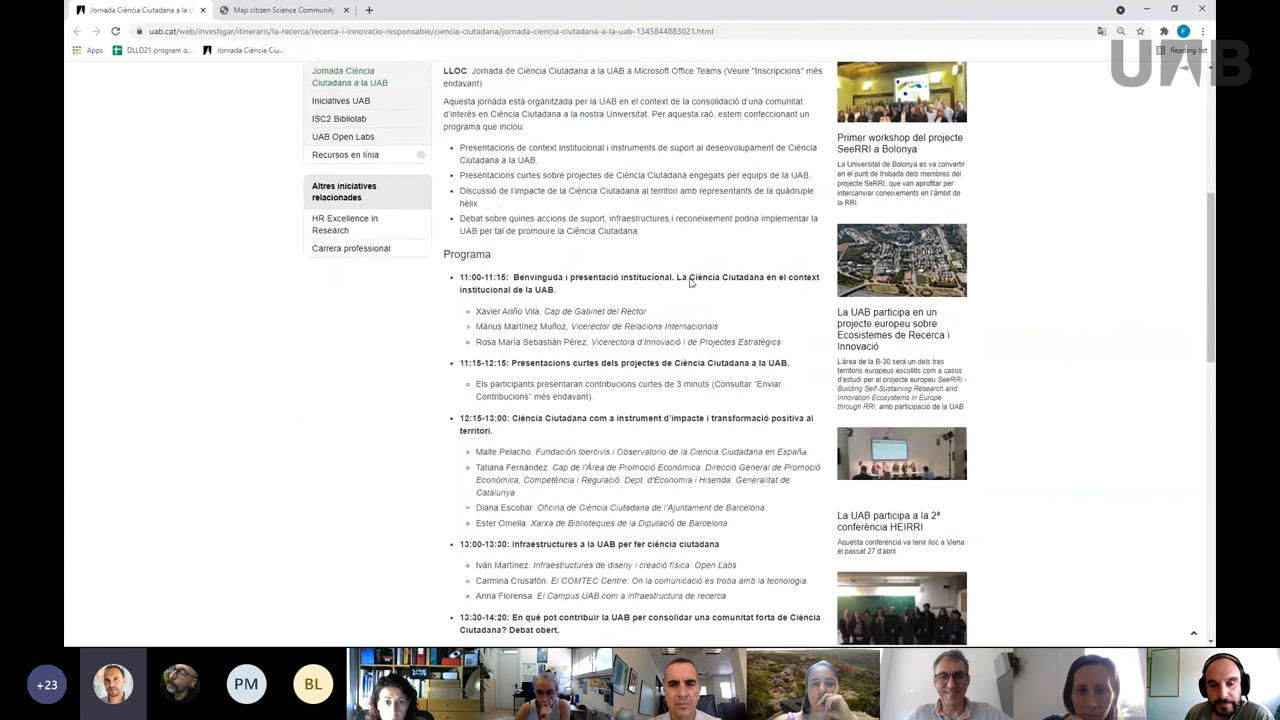 Jornada Ciència Ciutadana a la U
Map citizen Science Community
uab.cat/web/investigar/itineraris/la-recerca/recerca-i-innovacio-responsable/ciencia-ciutadana/jornada-ciencia-ciutadana-a-la-uab-1345844883021.html
F
Apps
DLLD21 program o...
Jornada Ciència Ciu...
Reading list
UAB
Jornada Ciència
Ciutadana a la UAB
Iniciatives UAB
ISC2 Bibliolab
UAB Open Labs
Recursos en línia
Altres iniciatives
relacionades
HR Excellence in
Research
Carrera professional
LLOC: Jornada de Ciència Ciutadana a la UAB a Microsoft Office Teams (Veure "Inscripcions" més
endavant)
Aquesta jornada està organitzada per la UAB en el context de la consolidació d'una comunitat
d'interès en Ciència Ciutadana a la nostra Universitat. Per aquesta raó, estem confeccionant un
programa que inclou:
Presentacions de context institucional i instruments de suport al desenvolupament de Ciència
Ciutadana a la UAB.
Presentacions curtes sobre projectes de Ciència Ciutadana engegats per equips de la UAB.
Discussió de l'impacte de la Ciència Ciutadana al territori amb representants de la quàdruple
hèlix
Debat sobre quines accions de suport, infraestructures i reconeixement podria implementar la
UAB per tal de promoure la Ciència Ciutadana.
Programa
11:00-11:15: Benvinguda i presentació institucional. La Ciència Ciutadana en el context
institucional de la UAB.
Xavier Ariño Vila, Cap de Gabinet del Rector
Màrius Martínez Muñoz, Vicerector de Relacions Internacionals
Rosa María Sebastián Pérez, Vicerectora d'Innovació i de Projectes Estratègics
11:15-12:15: Presentacions curtes dels projectes de Ciència Ciutadana a la UAB.
Els participants presentaran contribucions curtes de 3 minuts (Consultar "Enviar
Contribucions" més endavant).
12:15-13:00: Ciència Ciutadana com a instrument d'impacte i transformació positiva al
territori.
Maite Pelacho. Fundación Ibercivis i Observatorio de la Ciencia Ciudadana en España.
Tatiana Fernández. Cap de l'Àrea de Promoció Econòmica. Direcció General de Promoció
Econòmica, Competència i Regulació. Dept. d'Economia i Hisenda. Generalitat de
Catalunya
Diana Escobar. Oficina de Ciència Ciutadana de l'Ajuntament de Barcelona.
Ester Omella. Xarxa de Biblioteques de la Diputació de Barcelona.
13:00-13:30: Infraestructures a la UAB per fer ciència ciutadana
Iván Martínez. Infraestructures de diseny i creació física: Open Labs
Carmina Crusafón. El COMTEC Centre: On la comunicació es troba amb la tecnologia.
Anna Florensa. El Campus UAB com a infraestructura de recerca
13:30-14:20: En què pot contribuir la UAB per consolidar una comunitat forta de Ciència
Ciutadana? Debat obert.
Primer workshop del projecte
SeeRRI a Bolonya
La Universitat de Bolonya es va convertir
en el punt de trobada dels membres del
projecte SeRRI, que van aprofitar per
intercanviar coneixements en l'àmbit de
la RRI.
La UAB participa en un
projecte europeu sobre
Ecosistemes de Recerca i
Innovació
L'àrea de la B-30 serà un dels tres
territoris europeus escollits com a casos
d'estudi per al projecte europeu SeeRRI -
Building Self-Sustaining Research and
Innovation Ecosystems in Europe
through RRI, amb participació de la UAB.
La UAB participa a la 2ª
conferència HEIRRI
Aquesta conferència va tenir lloc a Viena
el passat 27 d'abril
+23
PM
BL